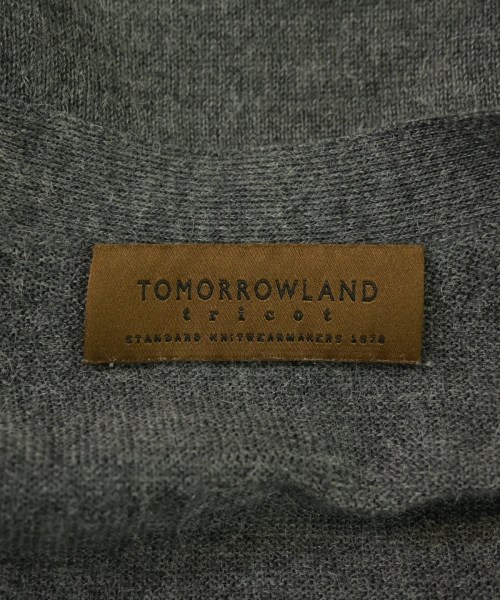 TOMORROWLAND
tricot
STANDARD KNITWEARMAKERS 1978